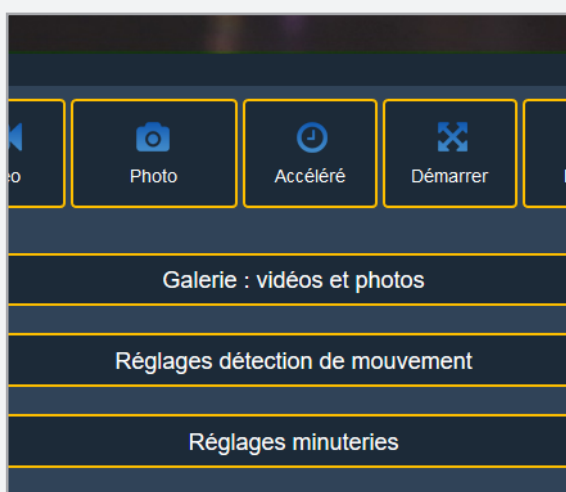 Photo Accéléré Démarrer
Galerie : vidéos et photos
Réglages détection de mouvement
Réglages minuteries